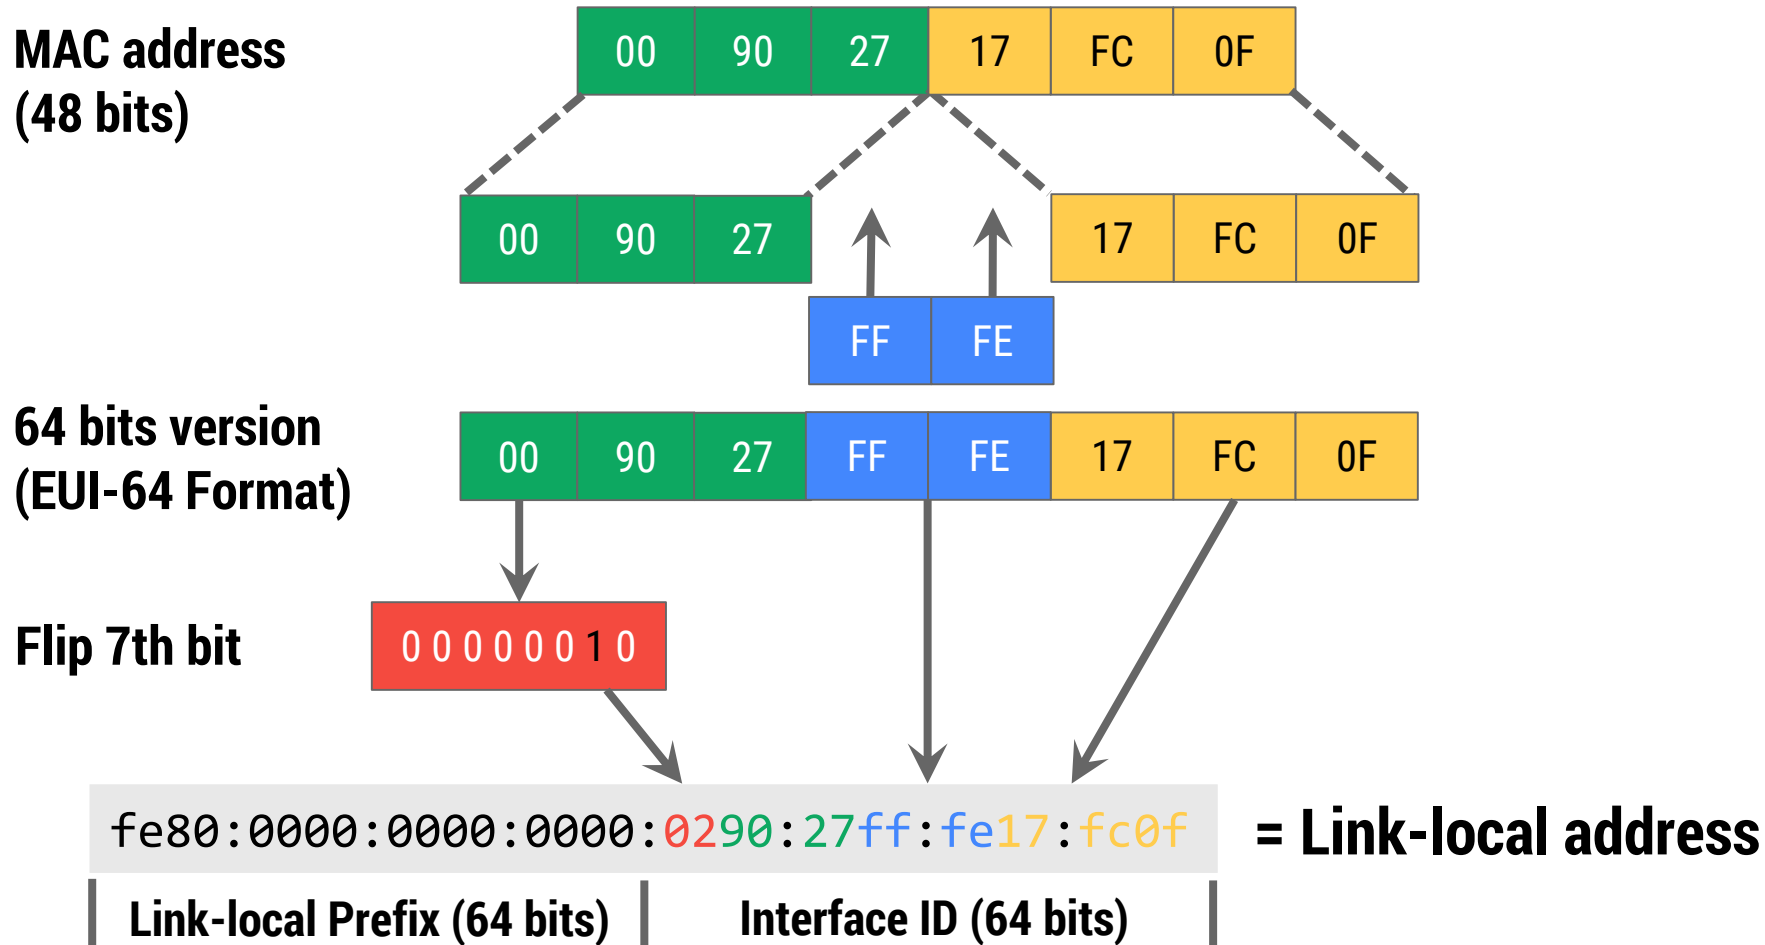 MAC address
(48 bits)
00 90 27 17 FC 0F
00 90 27 17 FC 0F
FF FE
64 bits version
(EUI-64 Format)
00 90 27 FF FE 17 FC 0F
Flip 7th bit
0 0 0 0 0 0 1 0
fe80:0000:0000:0000:0290:27ff:fe17:fc0f
= Link-local address
Link-local Prefix (64 bits)
Interface ID (64 bits)